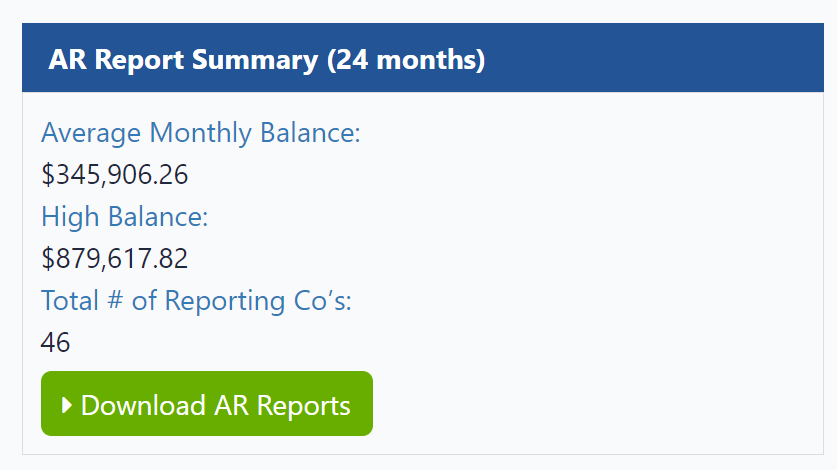 AR Report Summary (24 months)
Average Monthly Balance:
$345,906.26
High Balance:
$879,617.82
Total # of Reporting Co’s:
46
Download AR Reports